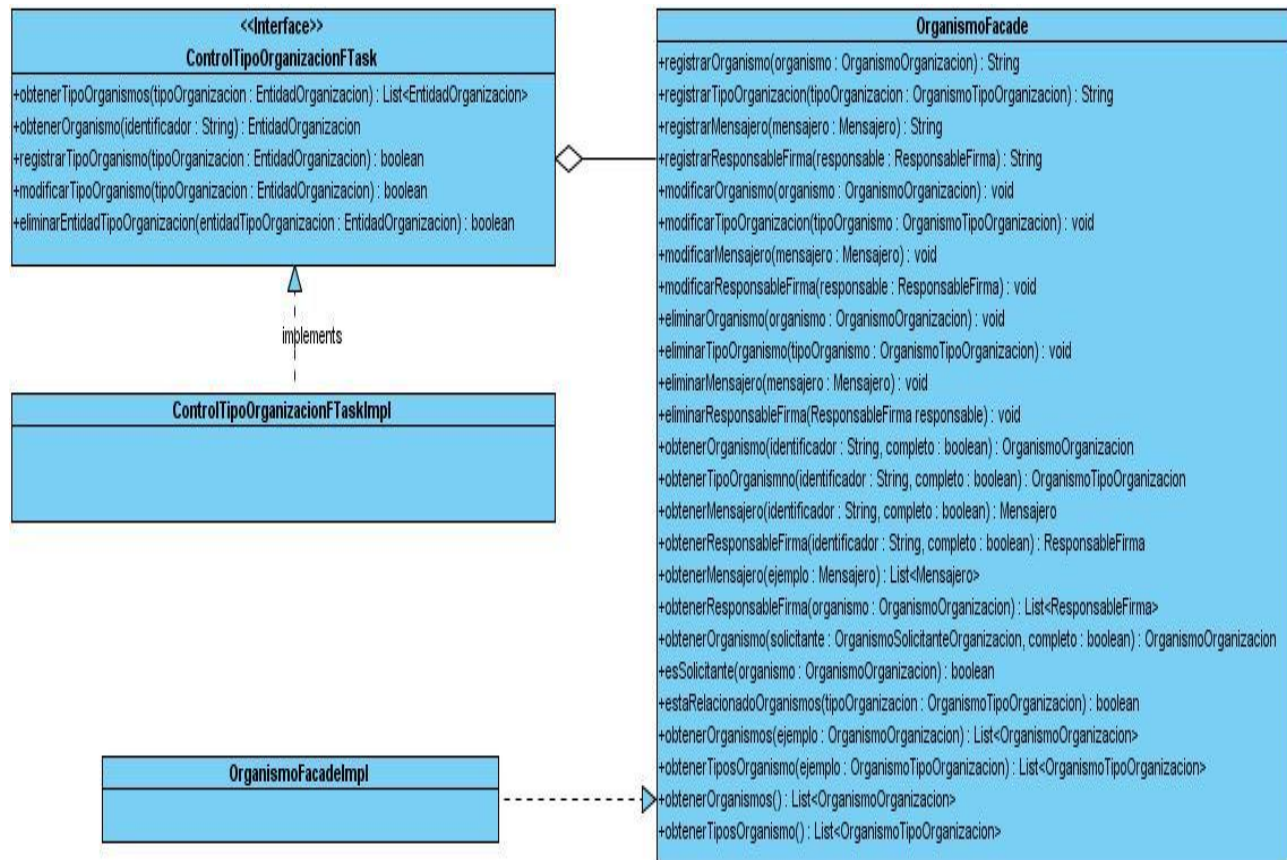 <<Interface>>
ControlTipoOrganizacionFTask
+obtenerTipoOrganismos(tipoOrganizacion : EntidadOrganizacion) : List<EntidadOrganizacion>
+obtenerOrganismo(identificador : String) : EntidadOrganizacion
+registrarTipoOrganismo(tipoOrganizacion : EntidadOrganizacion) : boolean
+modificarTipoOrganismo(tipoOrganizacion : EntidadOrganizacion) : boolean
+eliminarEntidadTipoOrganizacion(entidadTipoOrganizacion : EntidadOrganizacion) : boolean
implements
ControlTipoOrganizacionFTaskImpl
OrganismoFacadeImpl
OrganismoFacade
+registrarOrganismo(organismo : OrganismoOrganizacion) : String
+registrarTipoOrganizacion(tipoOrganizacion : OrganismoTipoOrganizacion) : String
+registrarMensajero(mensajero : Mensajero) : String
+registrarResponsableFirma(responsable : ResponsableFirma) : String
+modificarOrganismo(organismo : OrganismoOrganizacion) : void
+modificarTipoOrganizacion(tipoOrganismo : OrganismoTipoOrganizacion) : void
+modificarMensajero(mensajero : Mensajero) : void
+modificarResponsableFirma(responsable : ResponsableFirma) : void
+eliminarOrganismo(organismo : OrganismoOrganizacion) : void
+eliminarTipoOrganismo(tipoOrganismo : OrganismoTipoOrganizacion) : void
+eliminarMensajero(mensajero : Mensajero) : void
+eliminarResponsableFirma(ResponsableFirma responsable) : void
+obtenerOrganismo(identificador : String, completo : boolean) : OrganismoOrganizacion
+obtenerTipoOrganismno(identificador : String, completo : boolean) : OrganismoTipoOrganizacion
+obtenerMensajero(identificador : String, completo : boolean) : Mensajero
+obtenerResponsableFirma(identificador : String, completo : boolean) : ResponsableFirma
+obtenerMensajero(ejemplo : Mensajero) : List<Mensajero>
+obtenerResponsableFirma(organismo : OrganismoOrganizacion) : List<ResponsableFirma>
+obtenerOrganismo(solicitante : OrganismoSolicitanteOrganizacion, completo : boolean) : OrganismoOrganizacion
+esSolicitante(organismo : OrganismoOrganizacion) : boolean
+estaRelacionadoOrganismos(tipoOrganizacion : OrganismoTipoOrganizacion) : boolean
+obtenerOrganismos(ejemplo : OrganismoOrganizacion) : List<OrganismoOrganizacion>
+obtenerTiposOrganismo(ejemplo : OrganismoTipoOrganizacion) : List<OrganismoTipoOrganizacion>
+obtenerOrganismos() : List<OrganismoOrganizacion>
+obtenerTiposOrganismo() : List<OrganismoTipoOrganizacion>